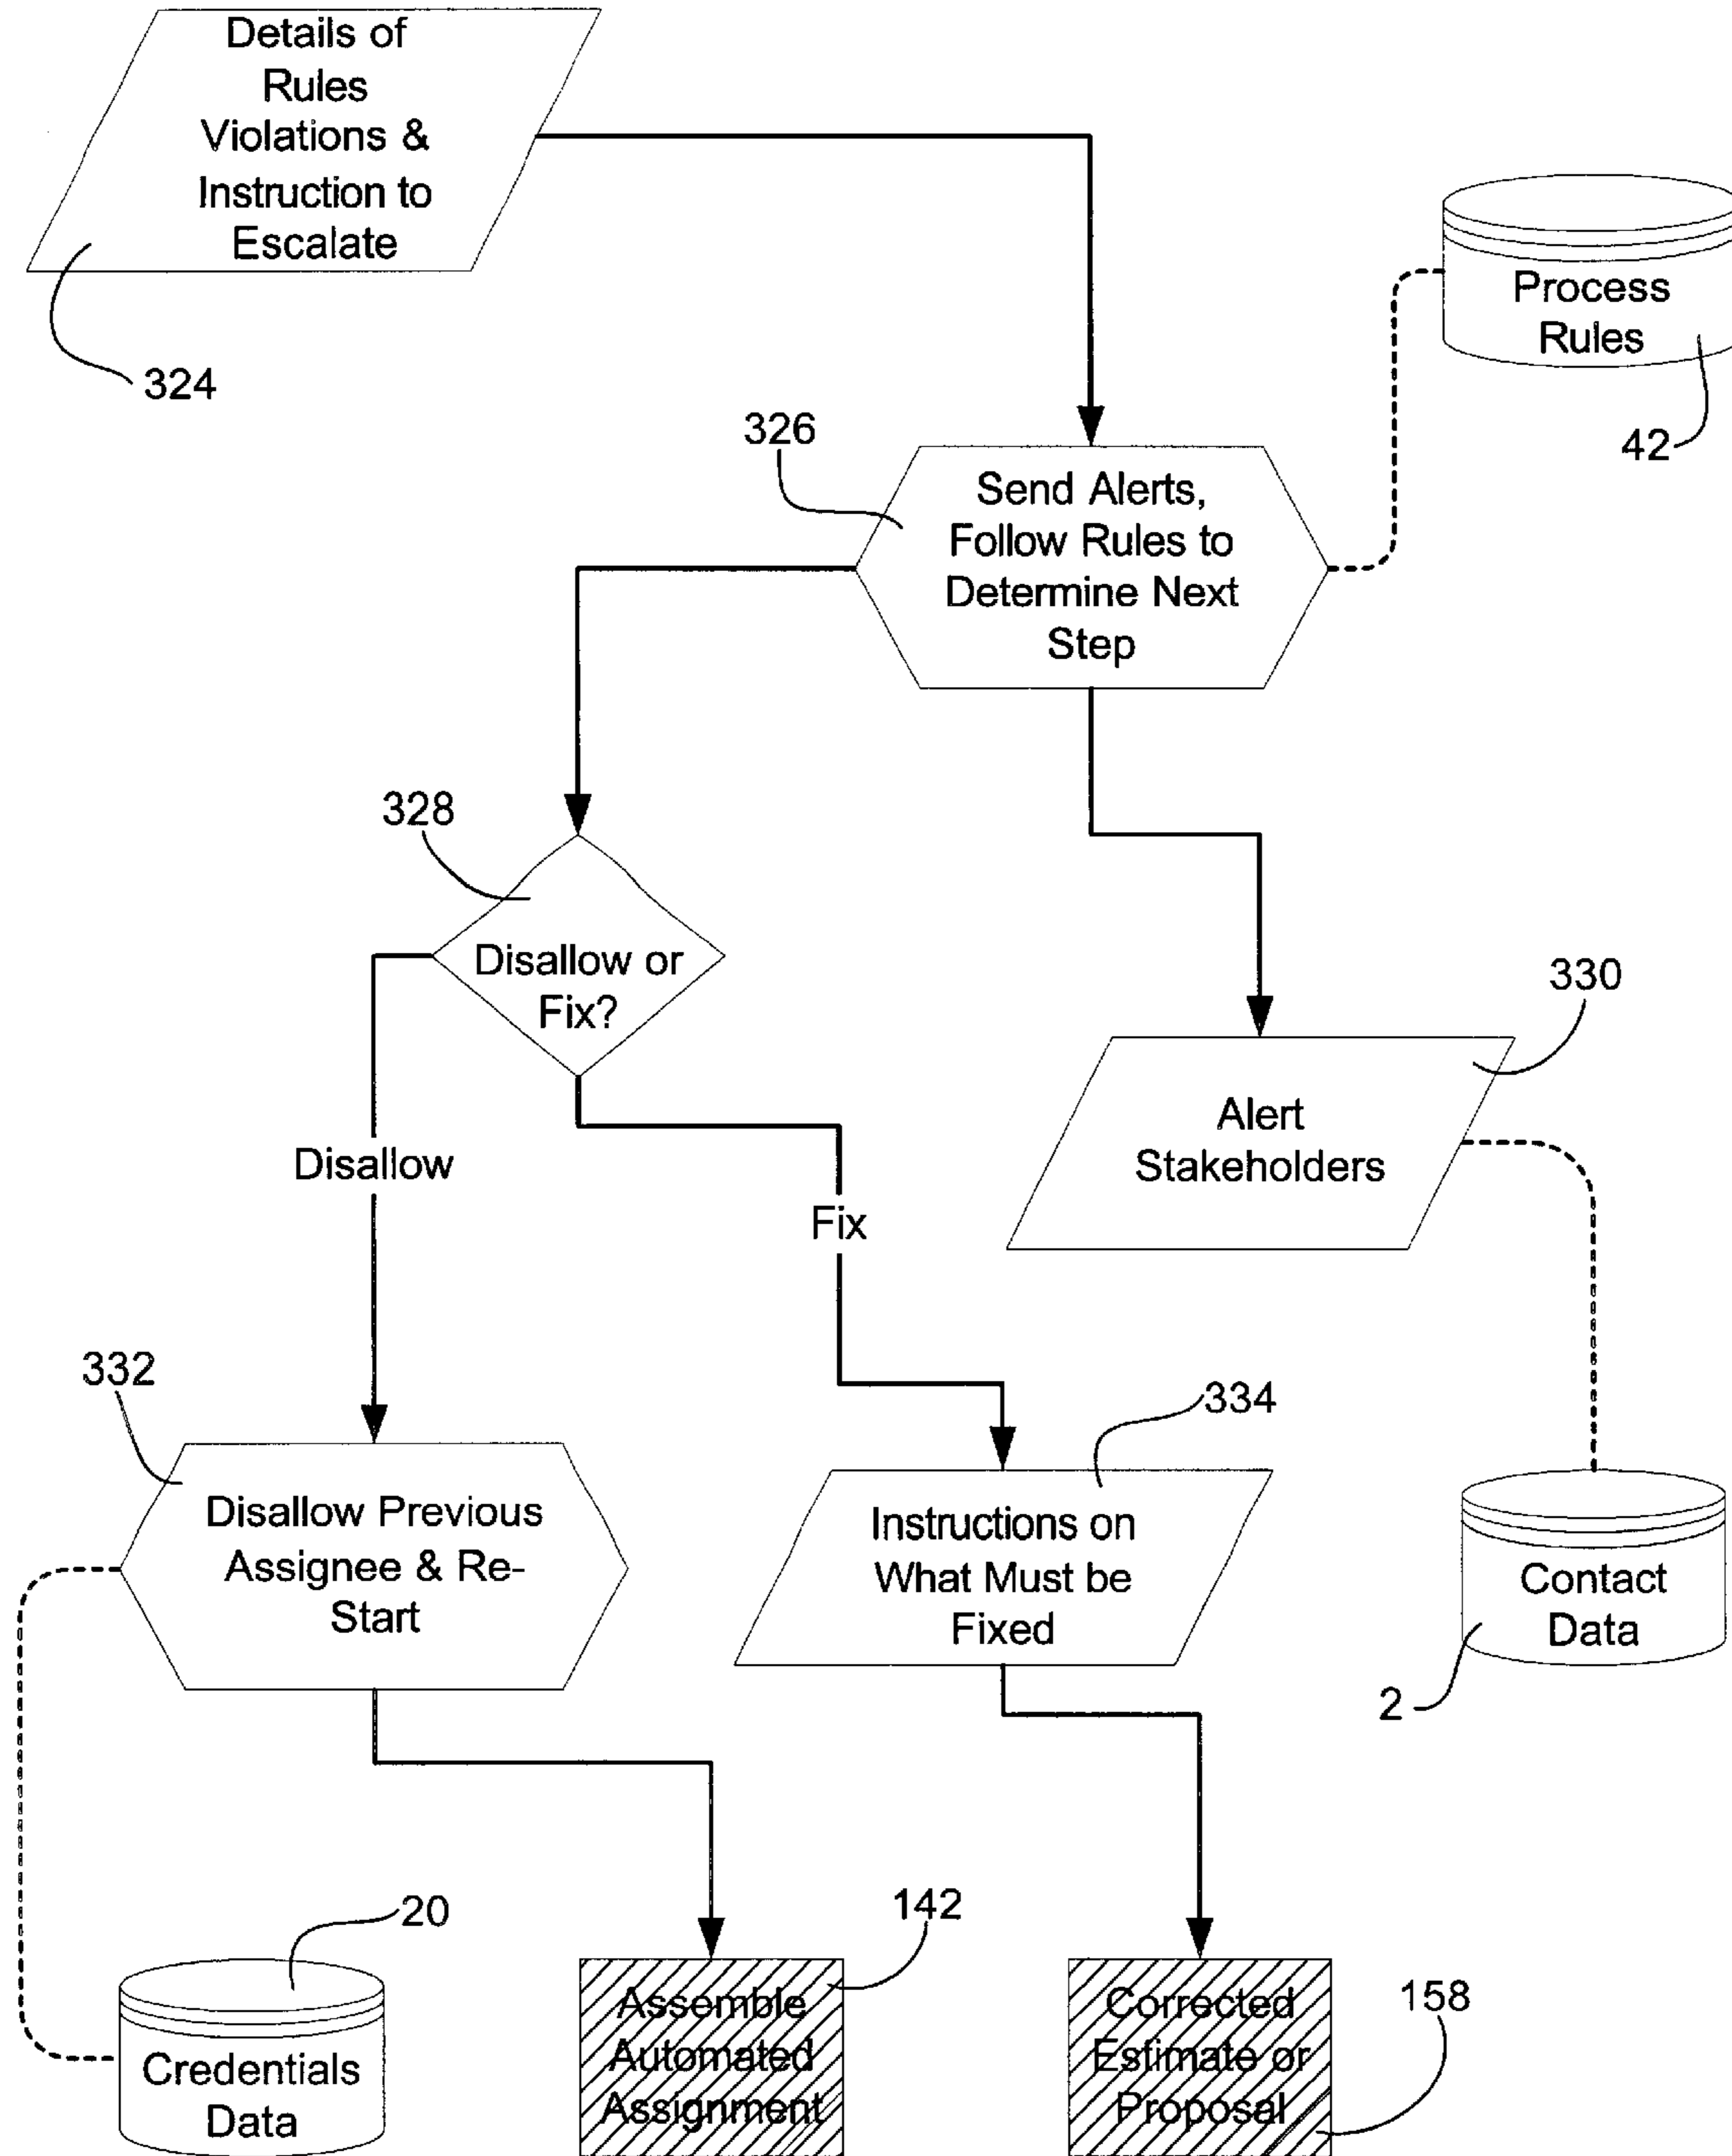 Details of
Rules
Violations &
Instruction to
Escalate
324
Process
Rules
42
326
Send Alerts,
Follow Rules to
Determine Next
Step
328
Disallow or
Fix?
330
Alert
Stakeholders
Disallow
Fix
332
Disallow Previous
Assignee & Re-
Start
334
Instructions on
What Must be
Fixed
Contact
Data
2
20
Credentials
Data
142
Assemble
Automated
Assignment
158
Corrected
Estimate or
Proposal